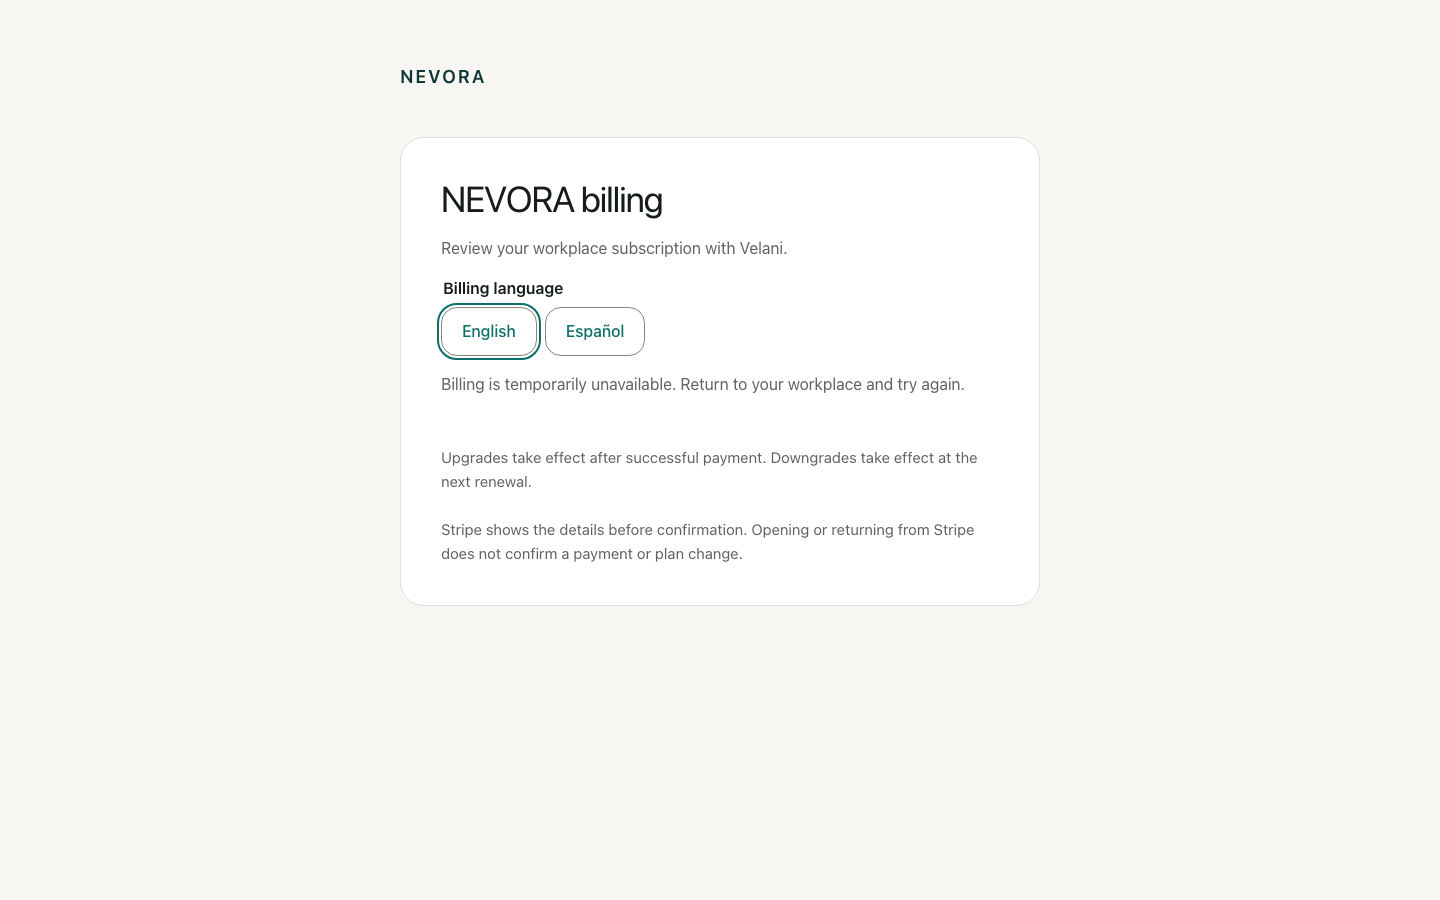 NEVORA
NEVORA billing
Review your workplace subscription with Velani.
Billing language
English
Español
Billing is temporarily unavailable. Return to your workplace and try again.
Upgrades take effect after successful payment. Downgrades take effect at the
next renewal.
Stripe shows the details before confirmation. Opening or returning from Stripe
does not confirm a payment or plan change.